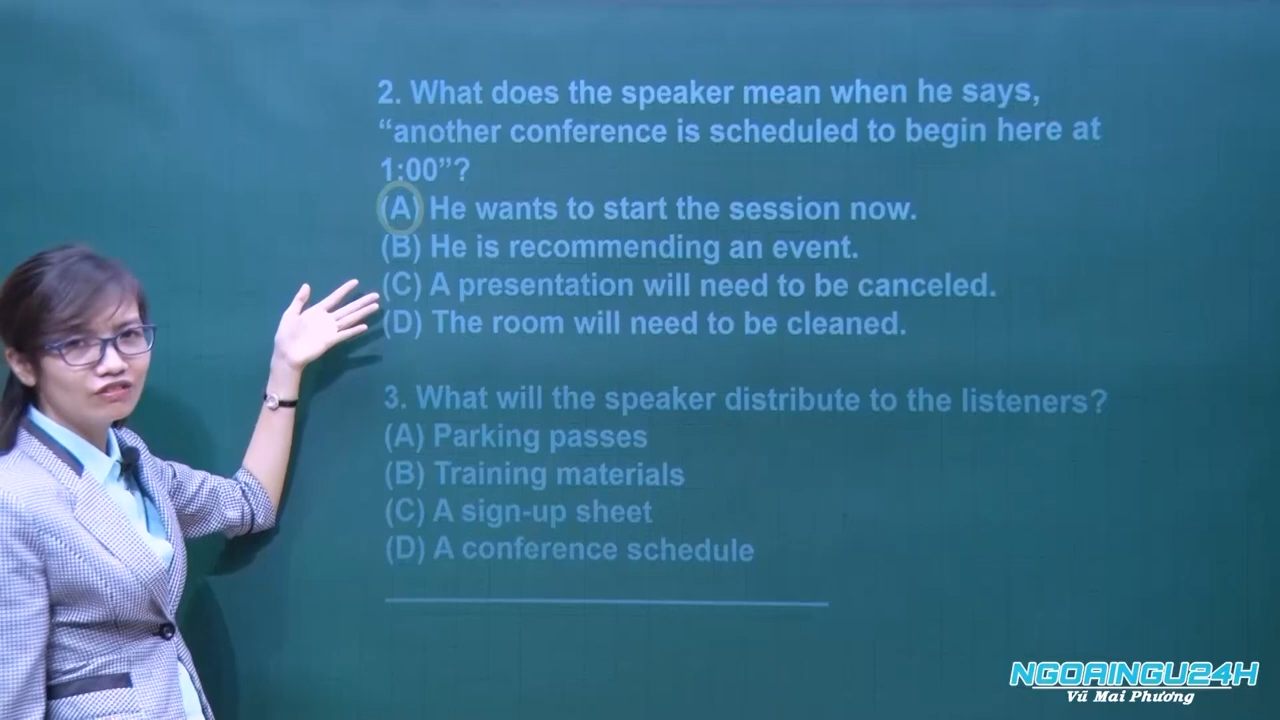 2. What does the speaker mean when he says,
“another conference is scheduled to begin here at
1:00”?
(A) He wants to start the session now.
(B) He is recommending an event.
(C) A presentation will need to be canceled.
(D) The room will need to be cleaned.
3. What will the speaker distribute to the listeners?
(A) Parking passes
(B) Training materials
(C) A sign-up sheet
(D) A conference schedule
NGOAINGU24H
Vũ Mai Phương